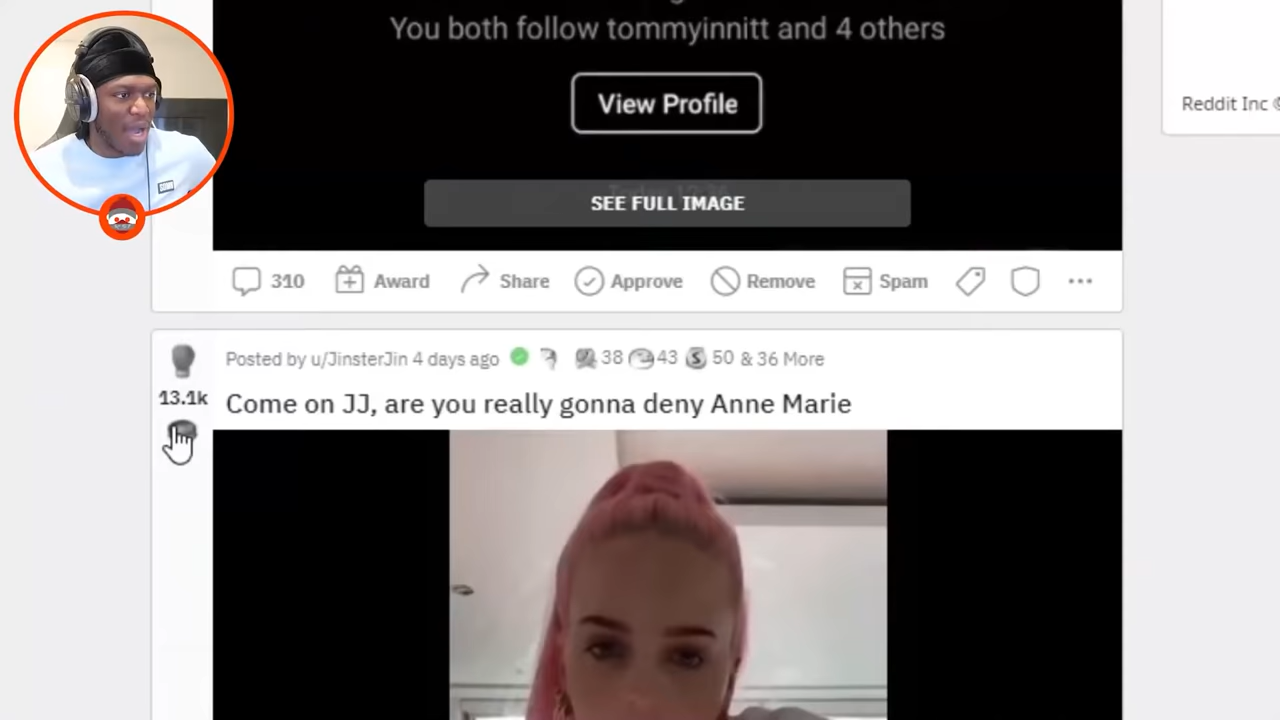 You both follow tommyinnitt and 4 others
View Profile
SEE FULL IMAGE
Reddit Inc ©
310 Award Share Approve Remove Spam
Posted by u/JinsterJin 4 days ago 38 43 50 & 36 More
13.1k
Come on JJ, are you really gonna deny Anne Marie